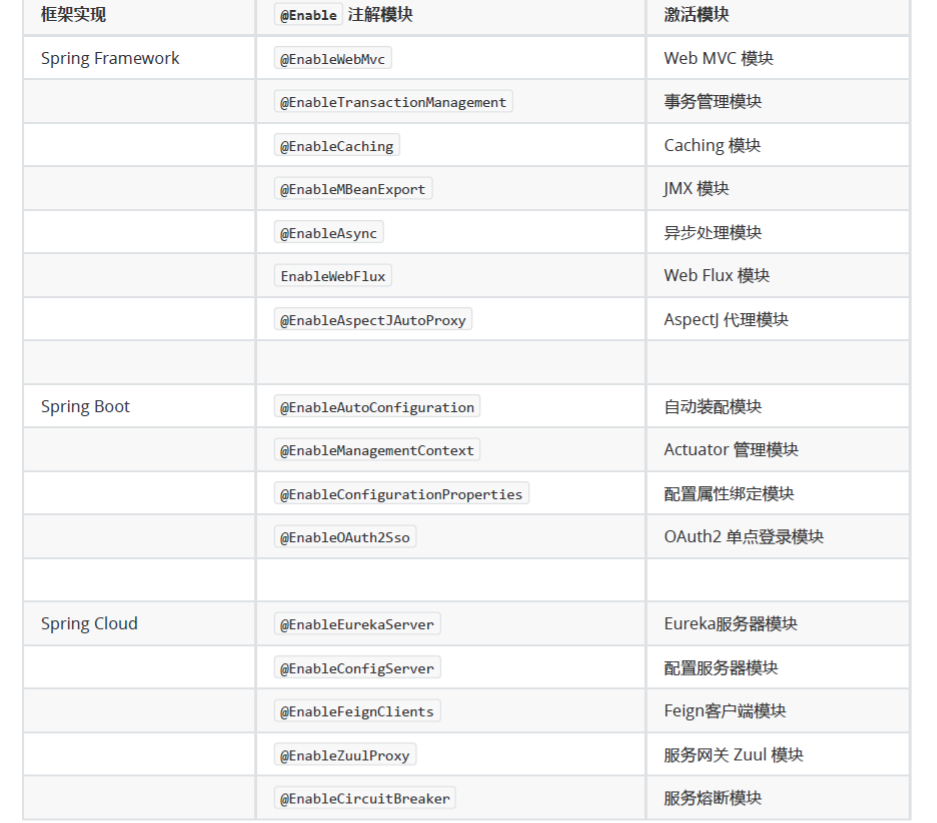 框架实现 @Enable 注解模块 激活模块
Spring Framework @EnableWebMvc Web MVC 模块
@EnableTransactionManagement 事务管理模块
@EnableCaching Caching 模块
@EnableMBeanExport JMX 模块
@EnableAsync 异步处理模块
EnableWebFlux Web Flux 模块
@EnableAspectJAutoProxy AspectJ 代理模块
Spring Boot @EnableAutoConfiguration 自动装配模块
@EnableManagementContext Actuator 管理模块
@EnableConfigurationProperties 配置属性绑定模块
@EnableOAuth2Sso OAuth2 单点登录模块
Spring Cloud @EnableEurekaServer Eureka服务器模块
@EnableConfigServer 配置服务器模块
@EnableFeignClients Feign客户端模块
@EnableZuulProxy 服务网关 Zuul 模块
@EnableCircuitBreaker 服务熔断模块